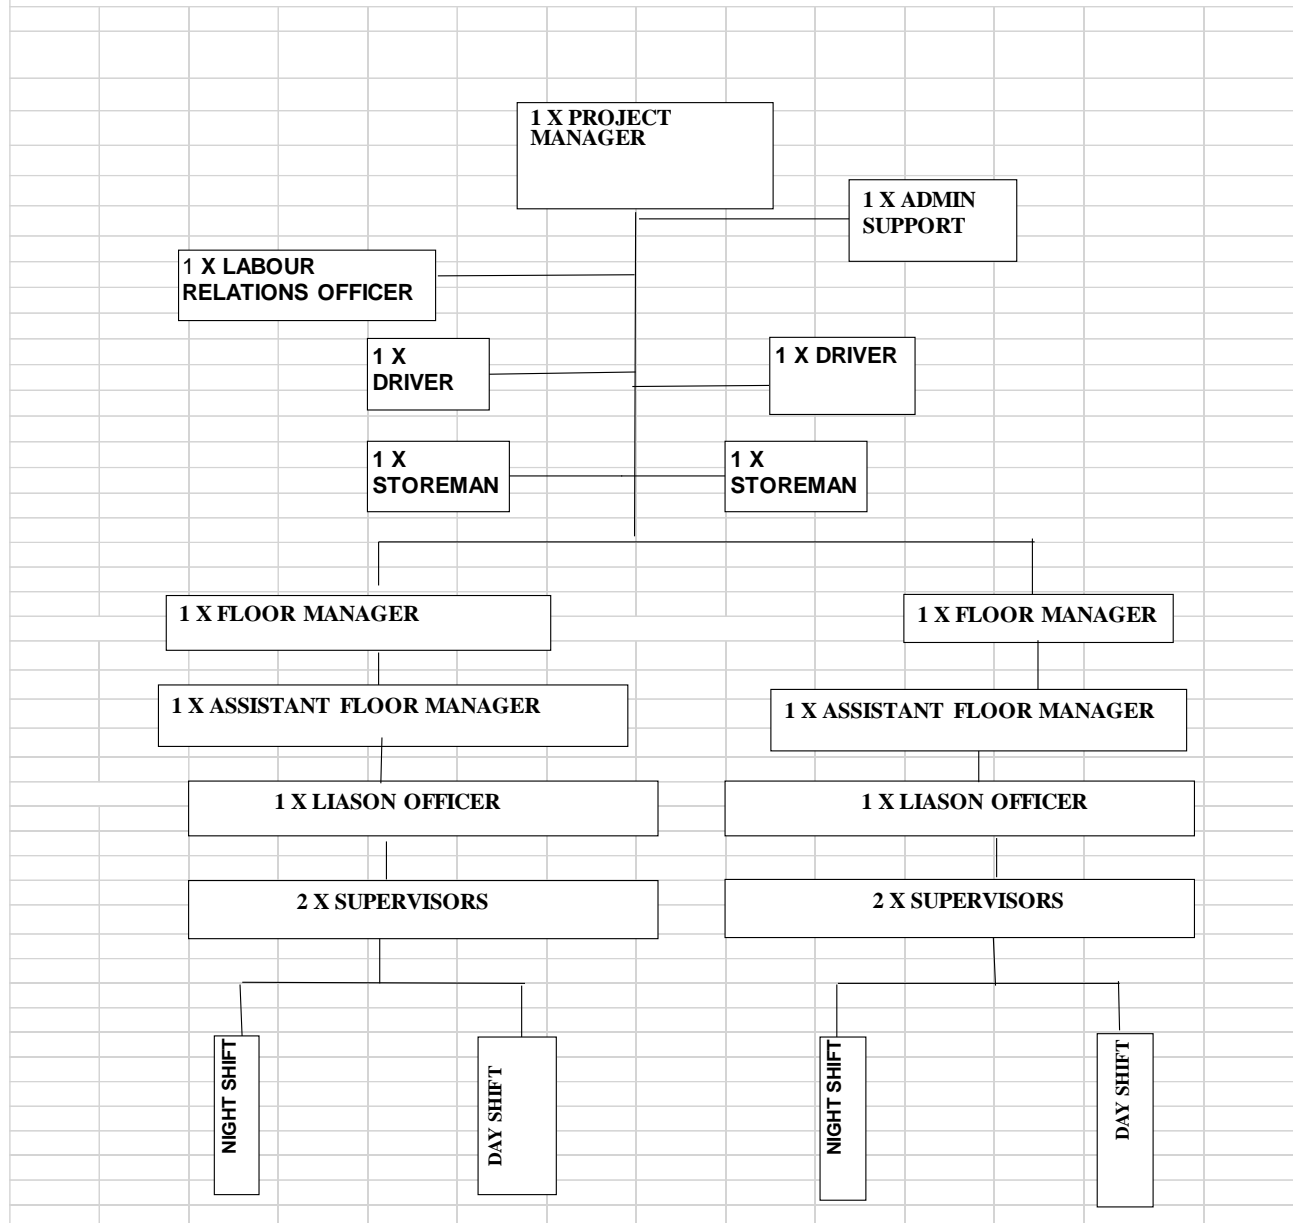 1 X PROJECT
MANAGER
1 X ADMIN
SUPPORT
1 X LABOUR
RELATIONS OFFICER
1 X
DRIVER
1 X DRIVER
1 X
STOREMAN
1 X
STOREMAN
1 X FLOOR MANAGER
1 X FLOOR MANAGER
1 X ASSISTANT FLOOR MANAGER
1 X ASSISTANT FLOOR MANAGER
1 X LIASON OFFICER
1 X LIASON OFFICER
2 X SUPERVISORS
2 X SUPERVISORS
NIGHT SHIFT
DAY SHIFT
NIGHT SHIFT
DAY SHIFT